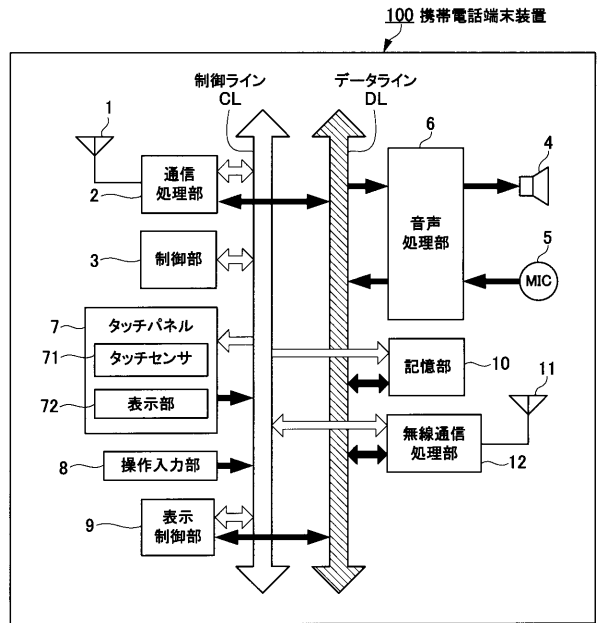 100 携帯電話端末装置
制御ライン
CL
データライン
DL
1
6
4
通信
処理部
2
音声
処理部
5
MIC
3
制御部
7
タッチパネル
71
タッチセンサ
72
表示部
記憶部
10
11
無線通信
処理部
12
8
操作入力部
9
表示
制御部